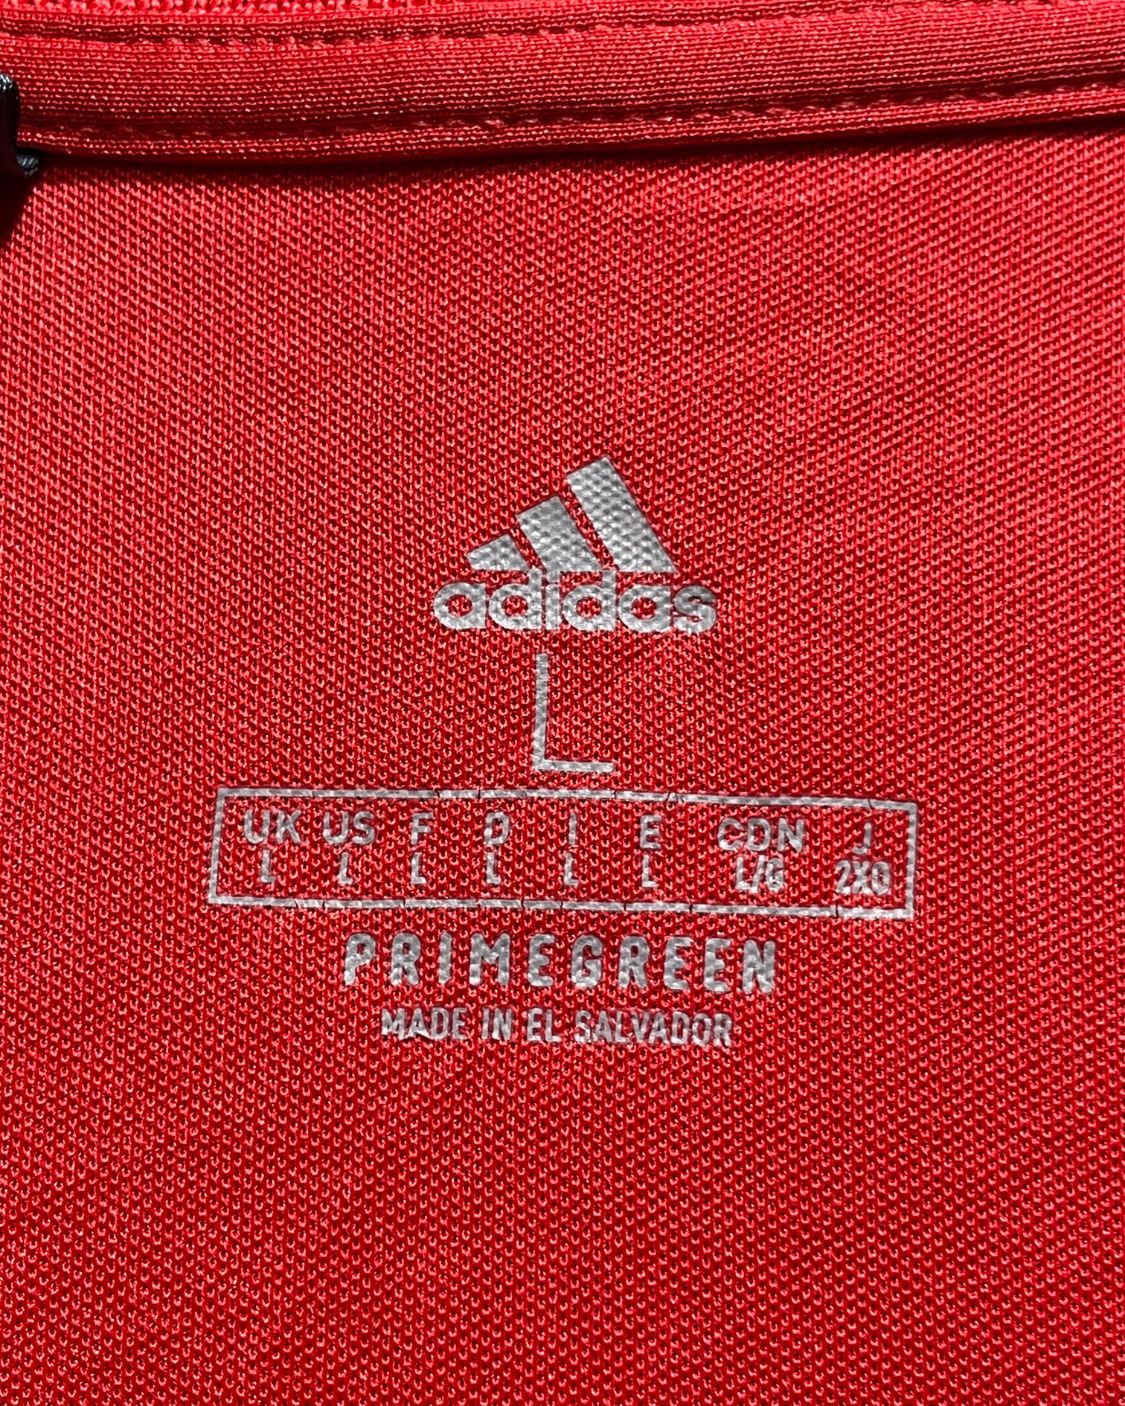 adidas
L
UK US F D I E CDN J
L L L L L L L/G 2XO
PRIMEGREEN
MADE IN EL SALVADOR